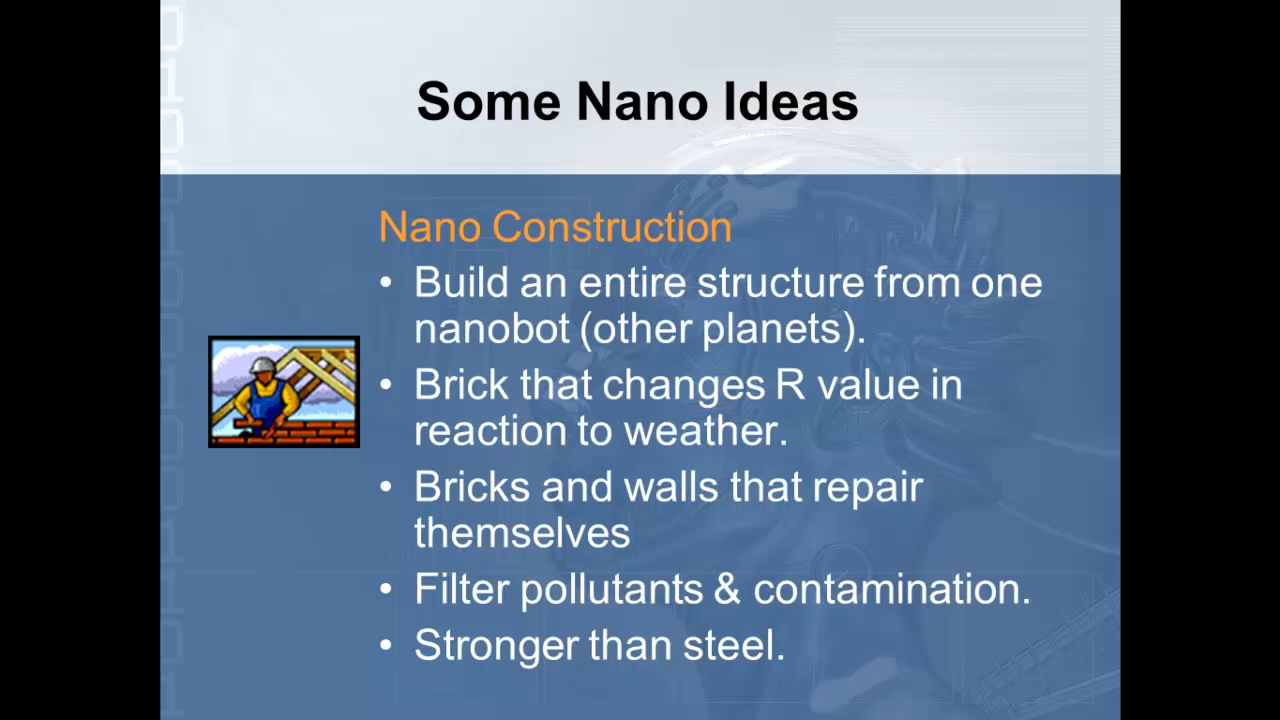 Some Nano Ideas
Nano Construction
• Build an entire structure from one
nanobot (other planets).
• Brick that changes R value in
reaction to weather.
• Bricks and walls that repair
themselves
• Filter pollutants & contamination.
• Stronger than steel.